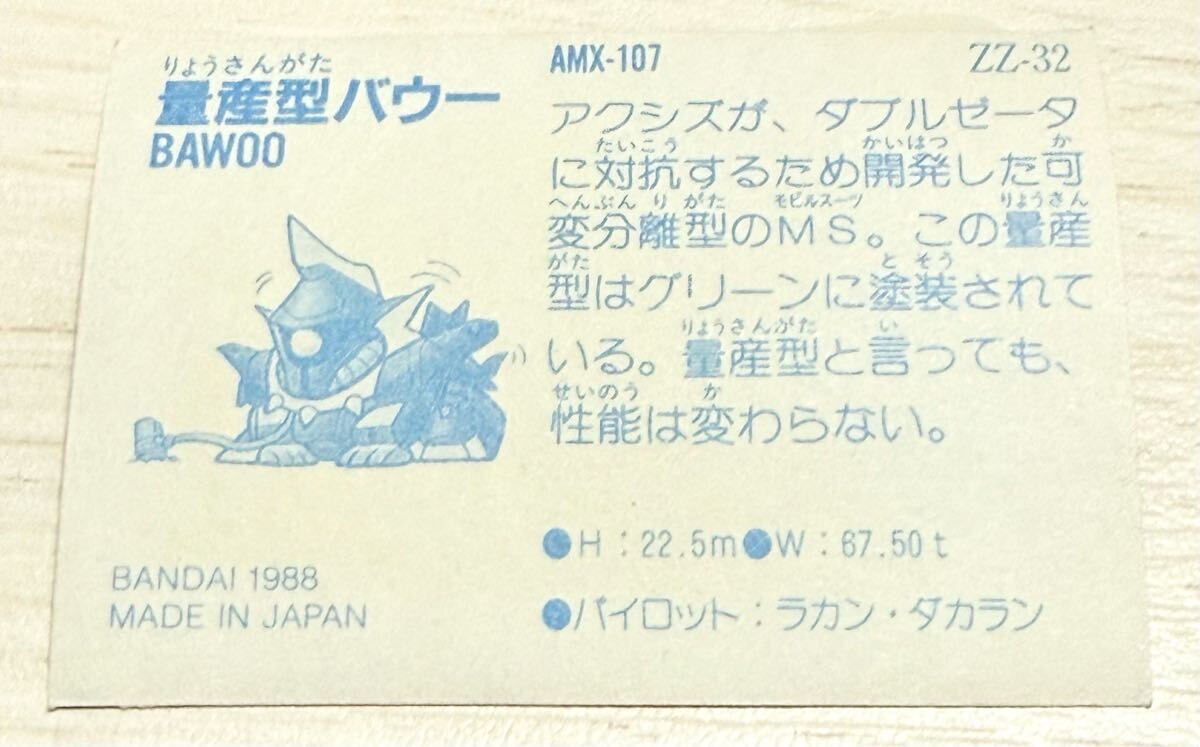 りょうさんがた
量産型バウー
BAWOO
AMX-107
ZZ-32
アクシズが、ダブルゼータ
たいこう かいはつ か
に対抗するため開発した可
へんぶんりがた モビルスーツ りょうさん
変分離型のMS。この量産
がた とそう
型はグリーンに塗装されて
りょうさんがた い
いる。量産型と言っても、
せいのう か
性能は変わらない。
●H：22.5m●W：67.50t
●パイロット：ラカン・ダカラン
BANDAI 1988
MADE IN JAPAN